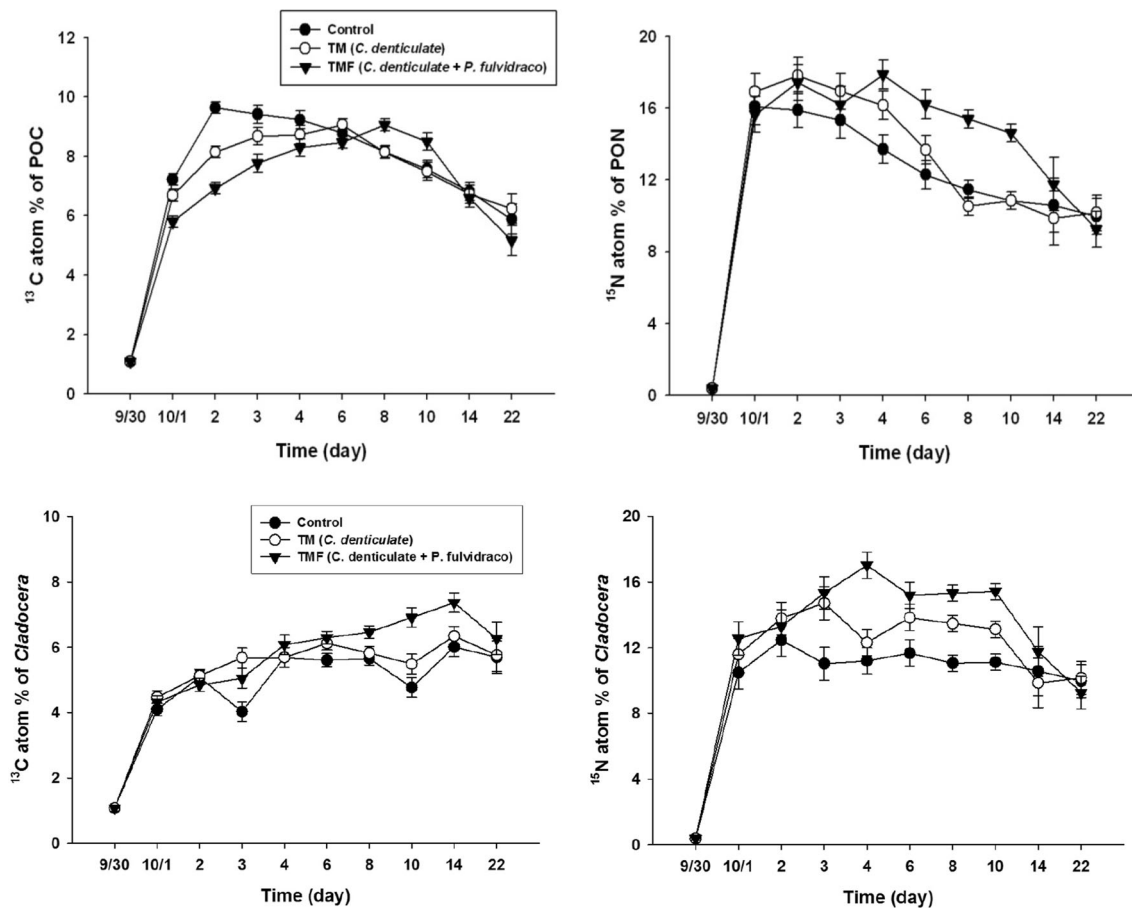 Control
TM (C. denticulate)
TMF (C. denticulate + P. fulvidraco)
12
10
8
6
4
2
0
¹³ C atom % of POC
9/30 10/1 2 3 4 6 8 10 14 22
Time (day)
20
16
12
8
4
0
¹⁵N atom % of PON
9/30 10/1 2 3 4 6 8 10 14 22
Time (day)
Control
TM (C. denticulate)
TMF (C. denticulate + P. fulvidraco)
10
8
6
4
2
0
¹³C atom % of Cladocera
9/30 10/1 2 3 4 6 8 10 14 22
Time (day)
20
16
12
8
4
0
¹⁵N atom % of Cladocera
9/30 10/1 2 3 4 6 8 10 14 22
Time (day)